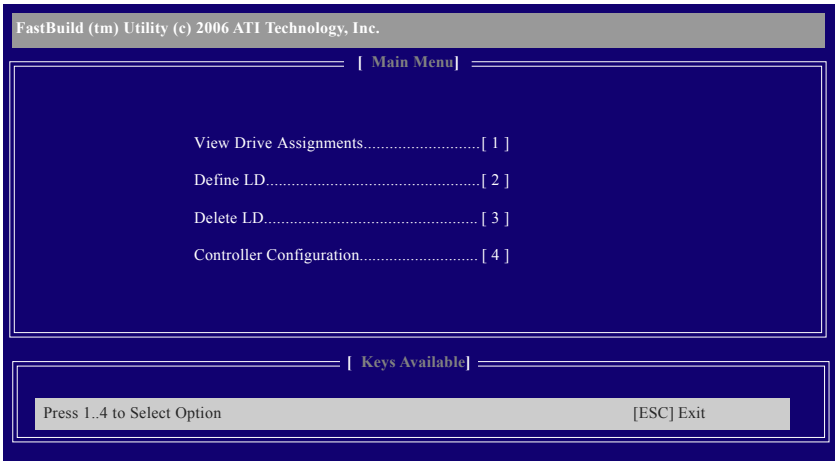 FastBuild (tm) Utility (c) 2006 ATI Technology, Inc.
[ Main Menu]
View Drive Assignments...........................[ 1 ]
Define LD..................................................[ 2 ]
Delete LD.................................................. [ 3 ]
Controller Configuration............................ [ 4 ]
[ Keys Available]
Press 1..4 to Select Option [ESC] Exit